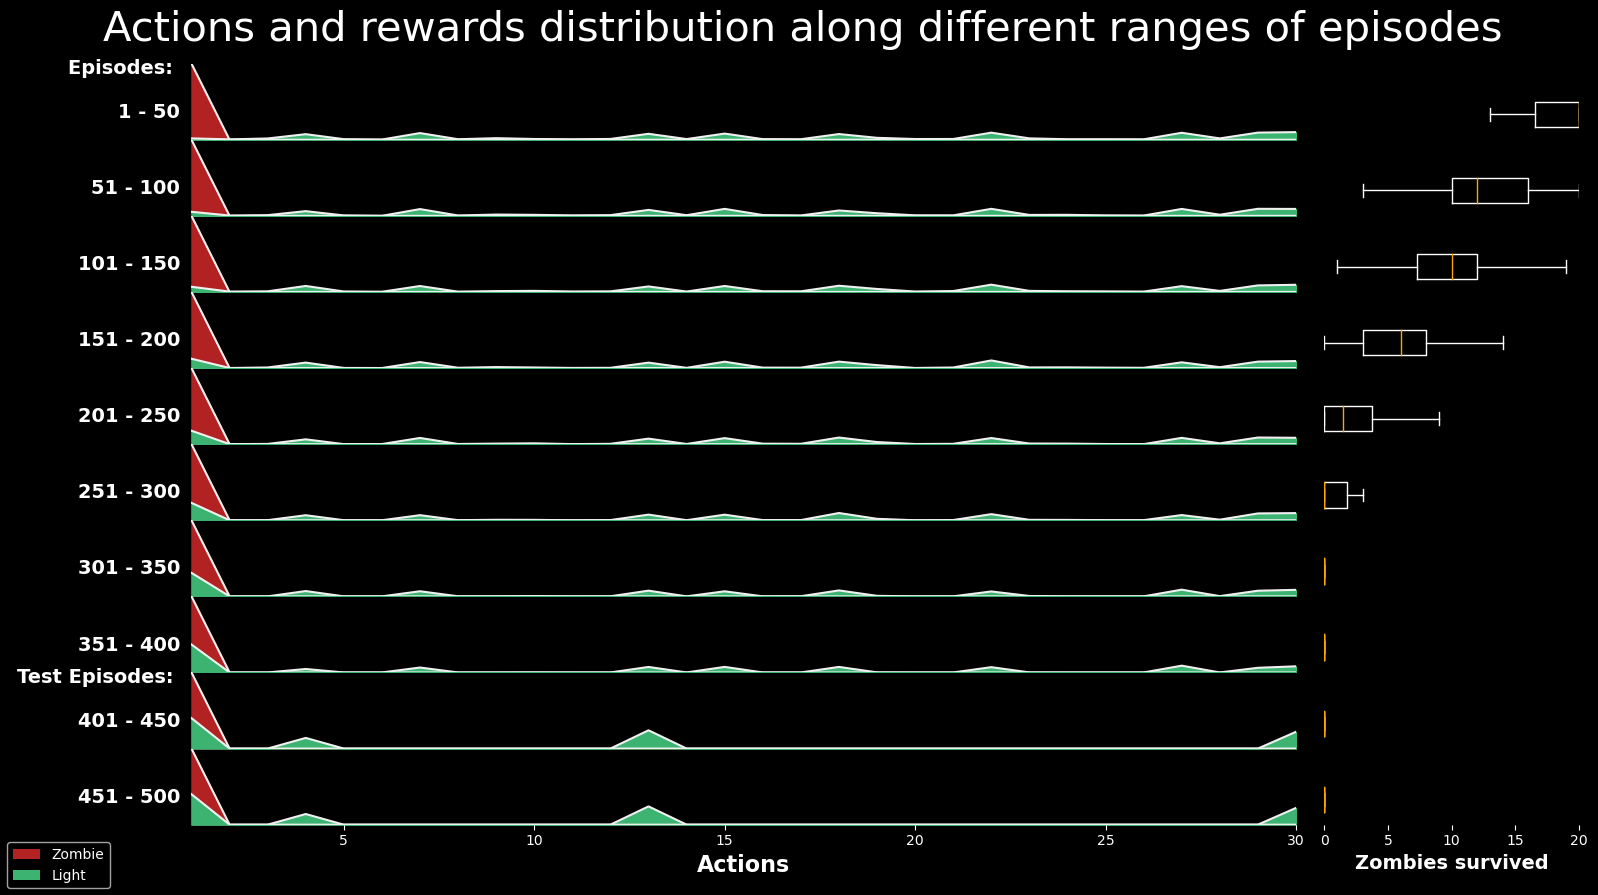 Actions and rewards distribution along different ranges of episodes
Episodes:
1 - 50
51 - 100
101 - 150
151 - 200
201 - 250
251 - 300
301 - 350
351 - 400
Test Episodes:
401 - 450
451 - 500
5 10 15 20 25 30
0 5 10 15 20
Actions
Zombies survived
Zombie
Light